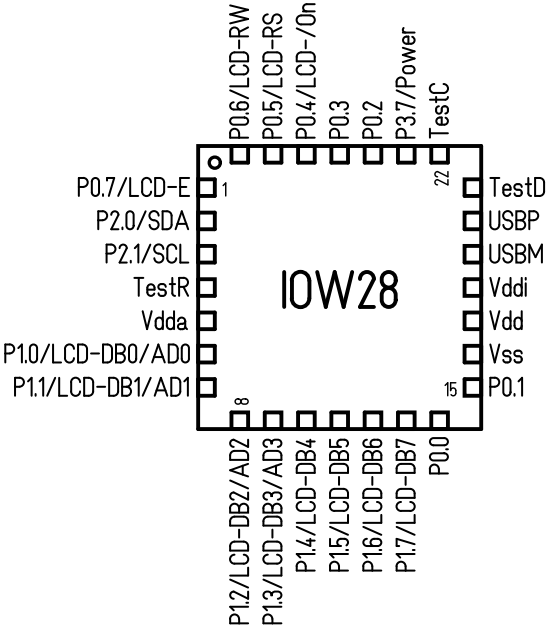 P0.6/LCD-RW
P0.5/LCD-RS
P0.4/LCD-/On
P0.3
P0.2
P3.7/Power
TestC
22
P0.7/LCD-E
1
TestD
P2.0/SDA
USBP
P2.1/SCL
USBM
TestR
IOW28
Vddi
Vdda
Vdd
P1.0/LCD-DB0/AD0
Vss
P1.1/LCD-DB1/AD1
15
P0.1
8
P1.2/LCD-DB2/AD2
P1.3/LCD-DB3/AD3
P1.4/LCD-DB4
P1.5/LCD-DB5
P1.6/LCD-DB6
P1.7/LCD-DB7
P0.0